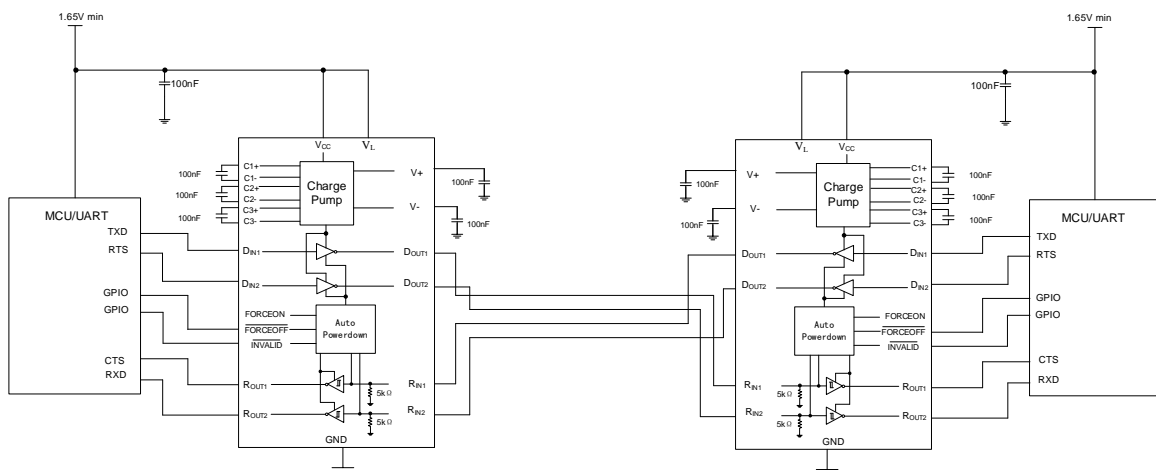 1.65V min
100nF
VCC
VL
C1+
C1-
C2+
C2-
C3+
C3-
100nF
100nF
100nF
Charge
Pump
V+
V-
100nF
100nF
MCU/UART
TXD
RTS
GPIO
GPIO
CTS
RXD
DIN1
DIN2
DOUT1
DOUT2
FORCEON
FORCEOFF
INVALID
Auto
Powerdown
ROUT1
ROUT2
5kΩ
5kΩ
RIN1
RIN2
GND
1.65V min
100nF
VL
VCC
V+
V-
100nF
100nF
Charge
Pump
C1+
C1-
C2+
C2-
C3+
C3-
100nF
100nF
100nF
DOUT1
DOUT2
DIN1
DIN2
Auto
Powerdown
FORCEON
FORCEOFF
INVALID
RIN1
RIN2
5kΩ
5kΩ
ROUT1
ROUT2
GND
MCU/UART
TXD
RTS
GPIO
GPIO
CTS
RXD